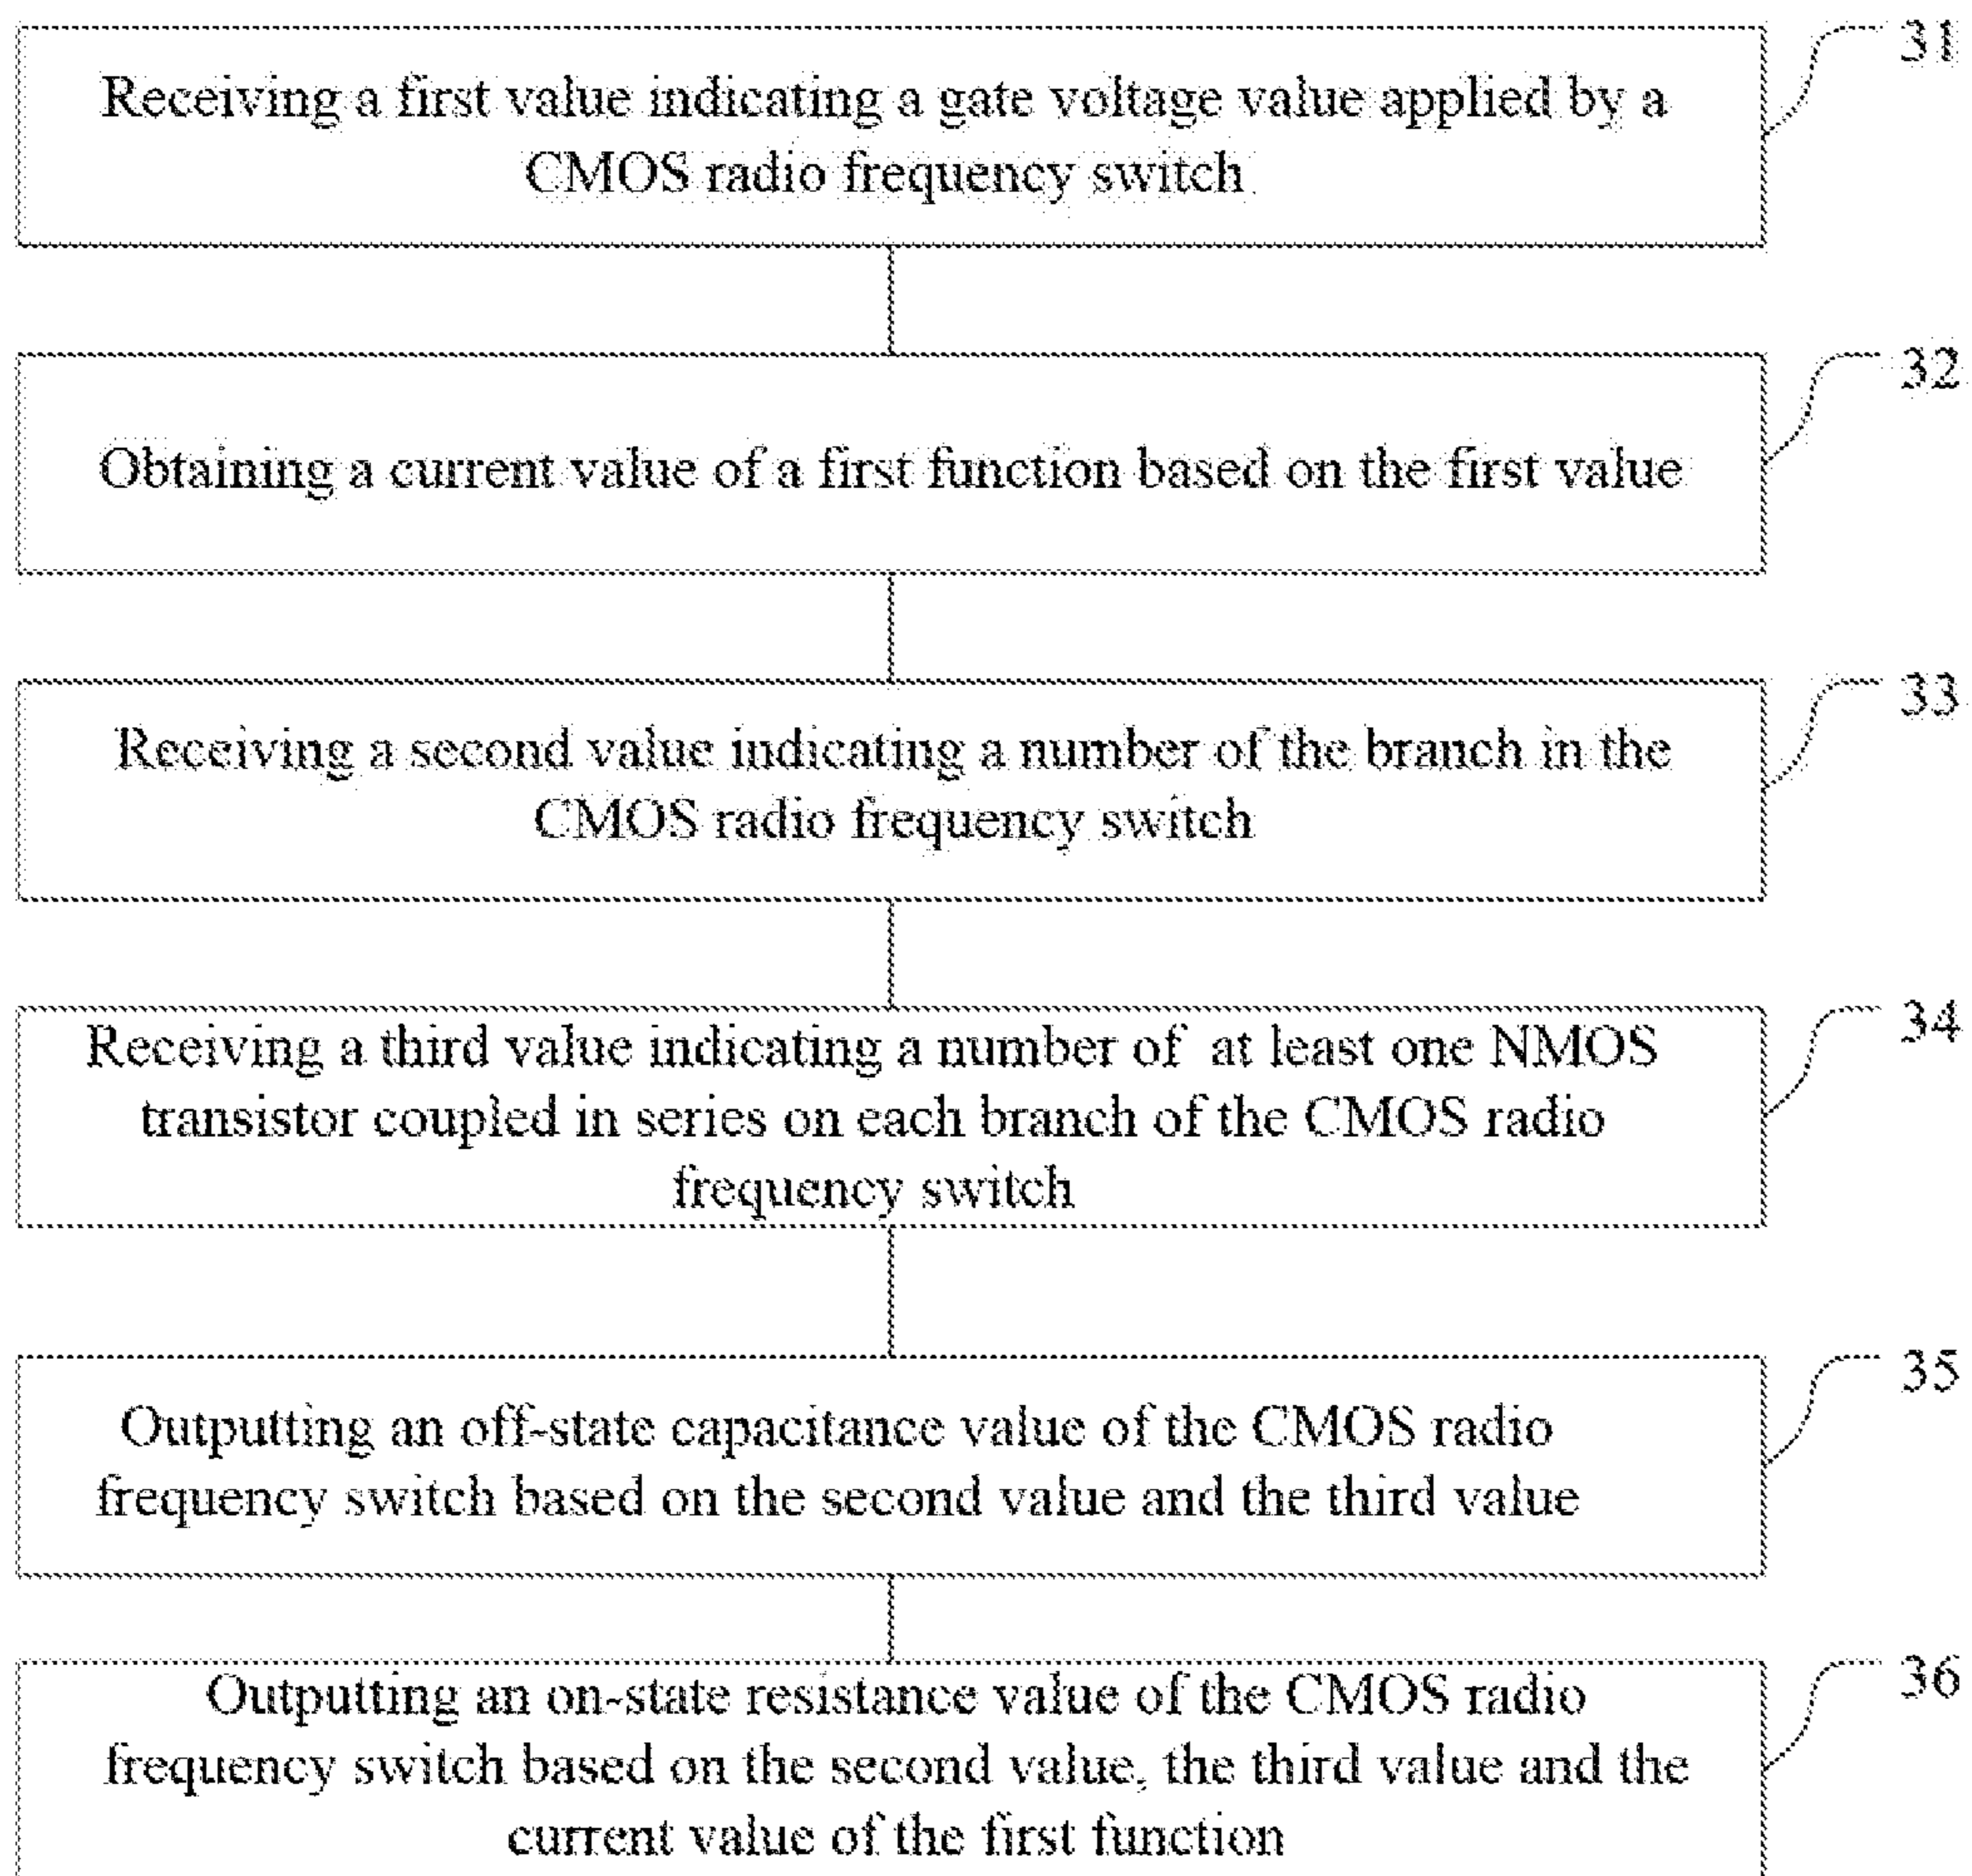 31
Receiving a first value indicating a gate voltage value applied by a
CMOS radio frequency switch
32
Obtaining a current value of a first function based on the first value
33
Receiving a second value indicating a number of the branch in the
CMOS radio frequency switch
34
Receiving a third value indicating a number of at least one NMOS
transistor coupled in series on each branch of the CMOS radio
frequency switch
35
Outputting an off-state capacitance value of the CMOS radio
frequency switch based on the second value and the third value
36
Outputting an on-state resistance value of the CMOS radio
frequency switch based on the second value, the third value and the
current value of the first function